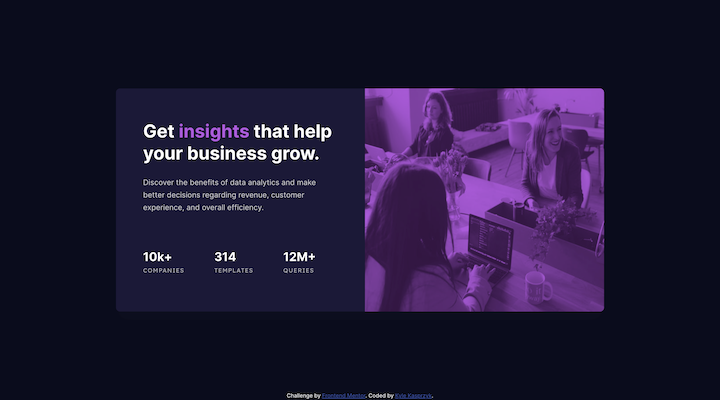 Get insights that help
your business grow.
Discover the benefits of data analytics and make
better decisions regarding revenue, customer
experience, and overall efficiency.
10k+ 314 12M+
COMPANIES TEMPLATES QUERIES
Challenge by Frontend Mentor. Coded by Kyle